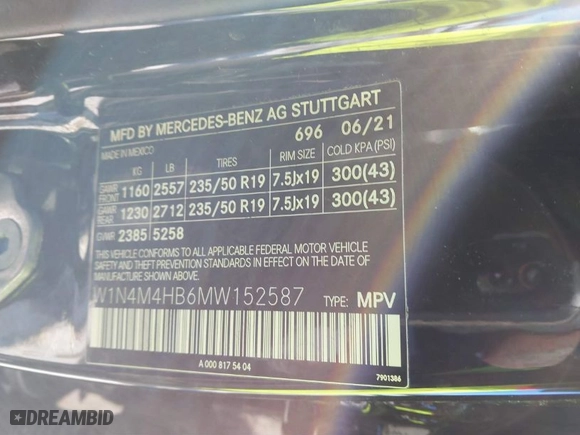 MFD BY MERCEDES-BENZ AG STUTTGART
MADE IN MEXICO 696 06/21
KG LB TIRES RIM SIZE COLD KPA(PSI)
GAWR FRONT 1160 2557 235/50 R19 7.5Jx19 300(43)
GAWR REAR 1230 2712 235/50 R19 7.5Jx19 300(43)
GVWR 2385 5258
THIS VEHICLE CONFORMS TO ALL APPLICABLE FEDERAL MOTOR VEHICLE
SAFETY, BUMPER, AND THEFT PREVENTION STANDARDS IN EFFECT ON THE
DATE OF MANUFACTURE SHOWN ABOVE.
W1N4M4HB6MW152587 TYPE: MPV
A 000 817 54 04
7901386
DREAMBID